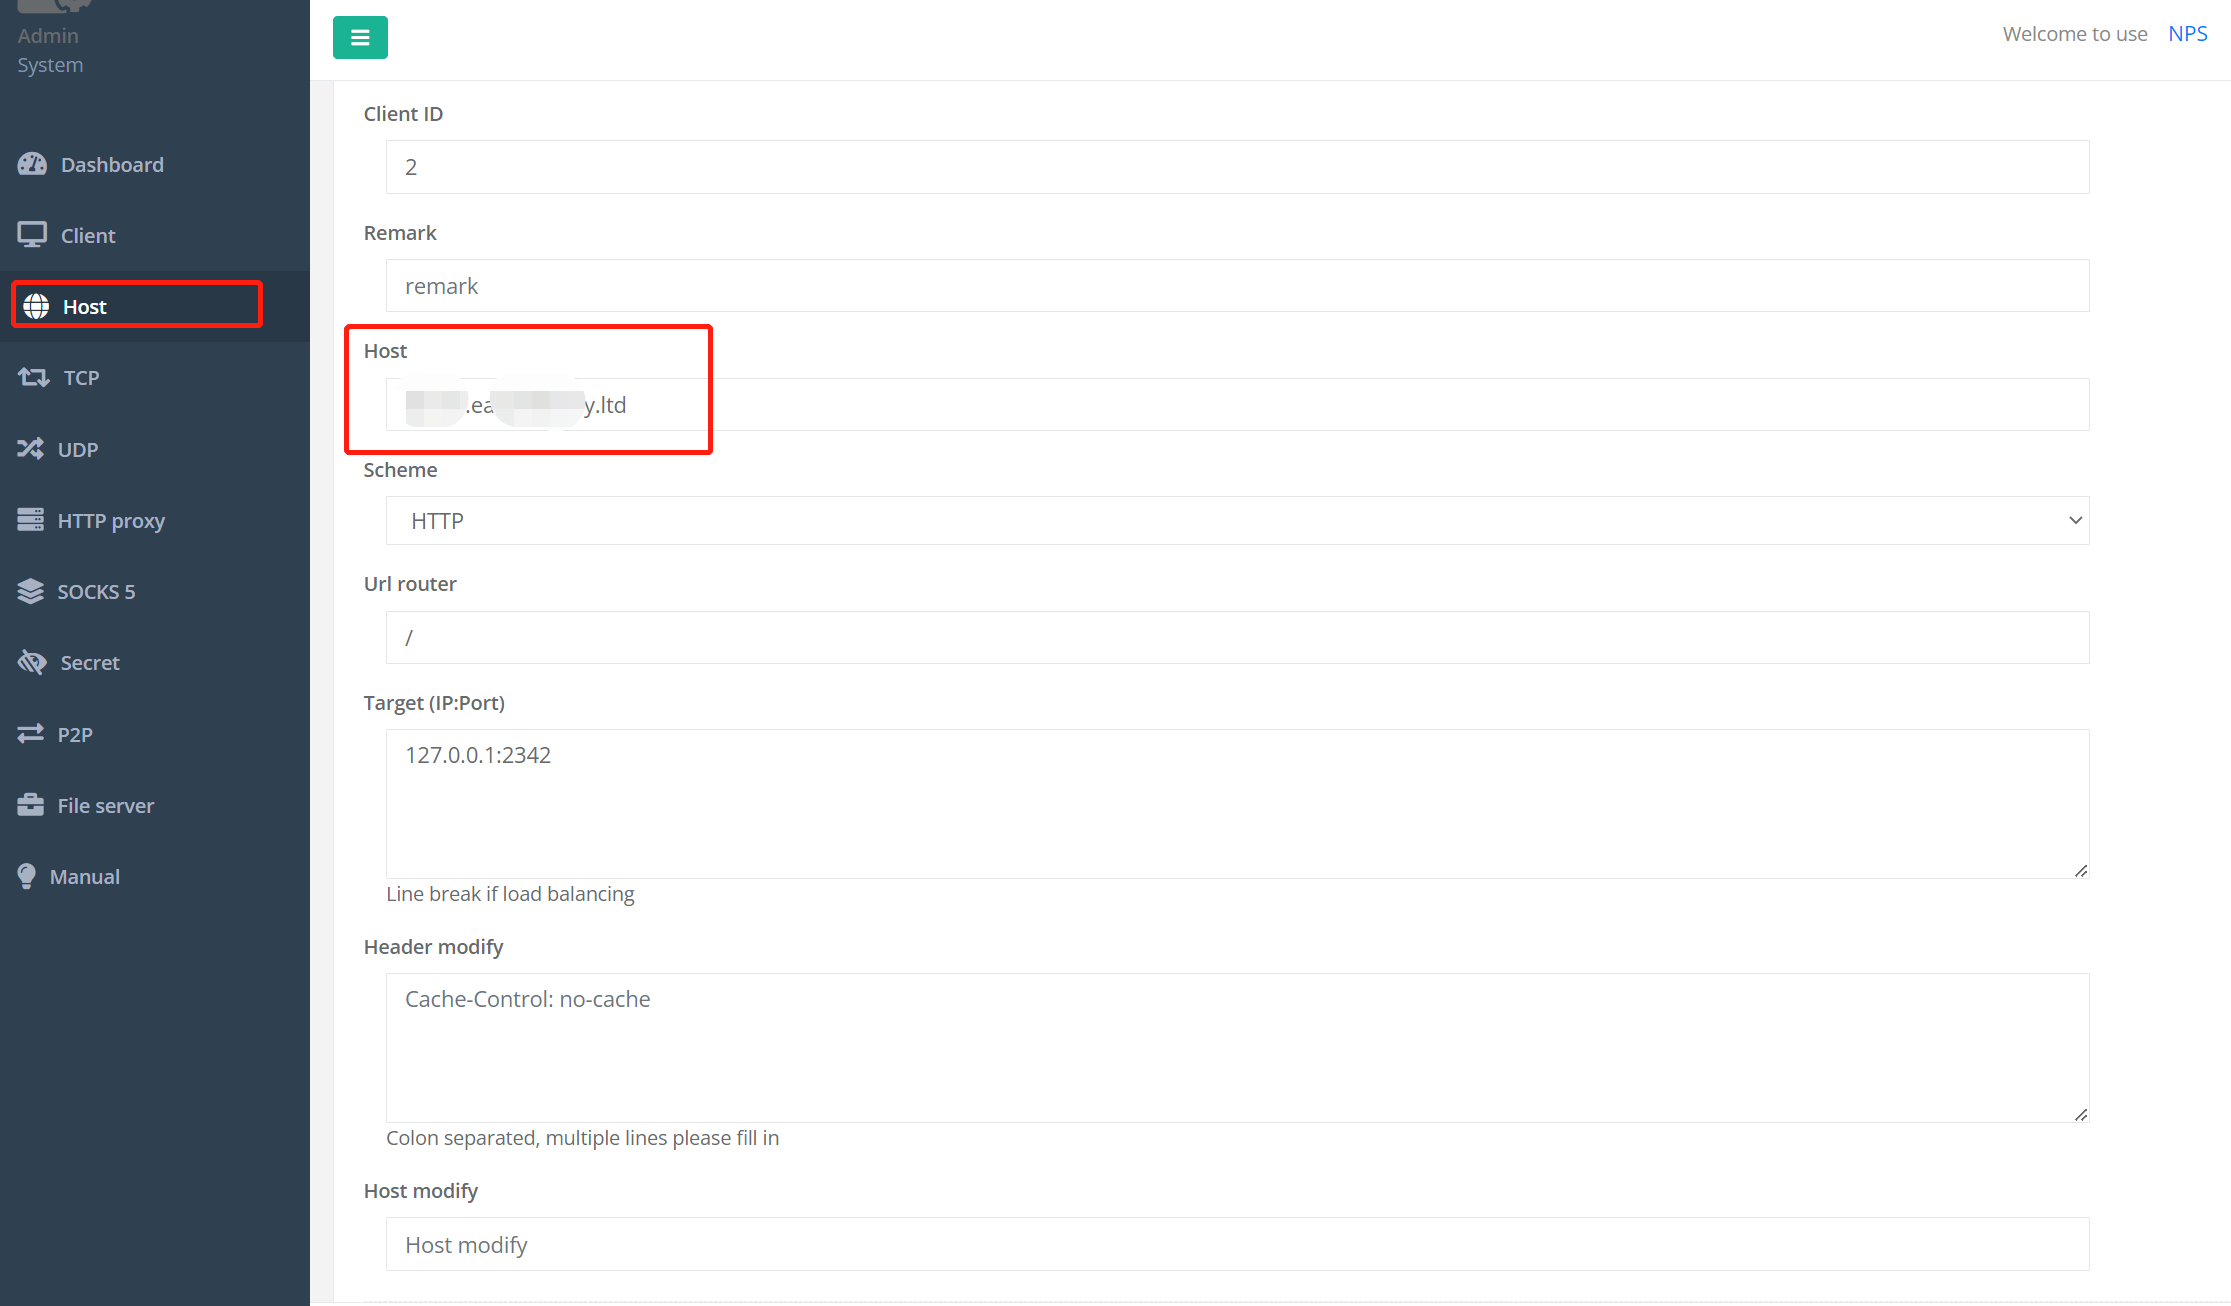 Admin
System
Welcome to use NPS
Dashboard
Client
Host
TCP
UDP
HTTP proxy
SOCKS 5
Secret
P2P
File server
Manual
Client ID
2
Remark
remark
Host
.ea y.ltd
Scheme
HTTP
Url router
/
Target (IP:Port)
127.0.0.1:2342
Line break if load balancing
Header modify
Cache-Control: no-cache
Colon separated, multiple lines please fill in
Host modify
Host modify